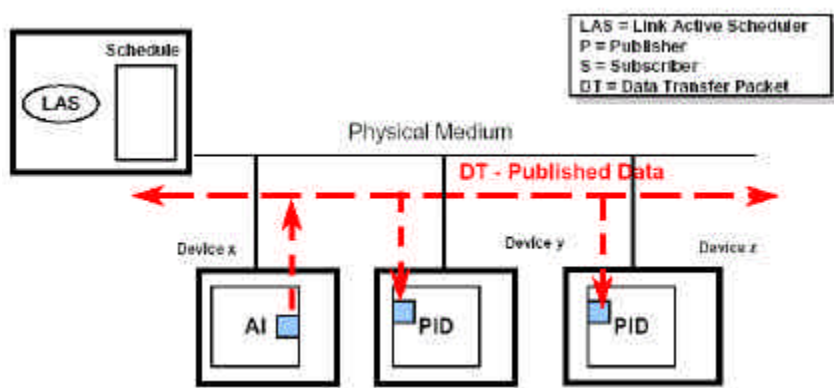 LAS = Link Active Scheduler
P = Publisher
S = Subscriber
DT = Data Transfer Packet
Schedule
LAS
Physical Medium
DT - Published Data
Device x
Device y
Device z
AI
PID
PID